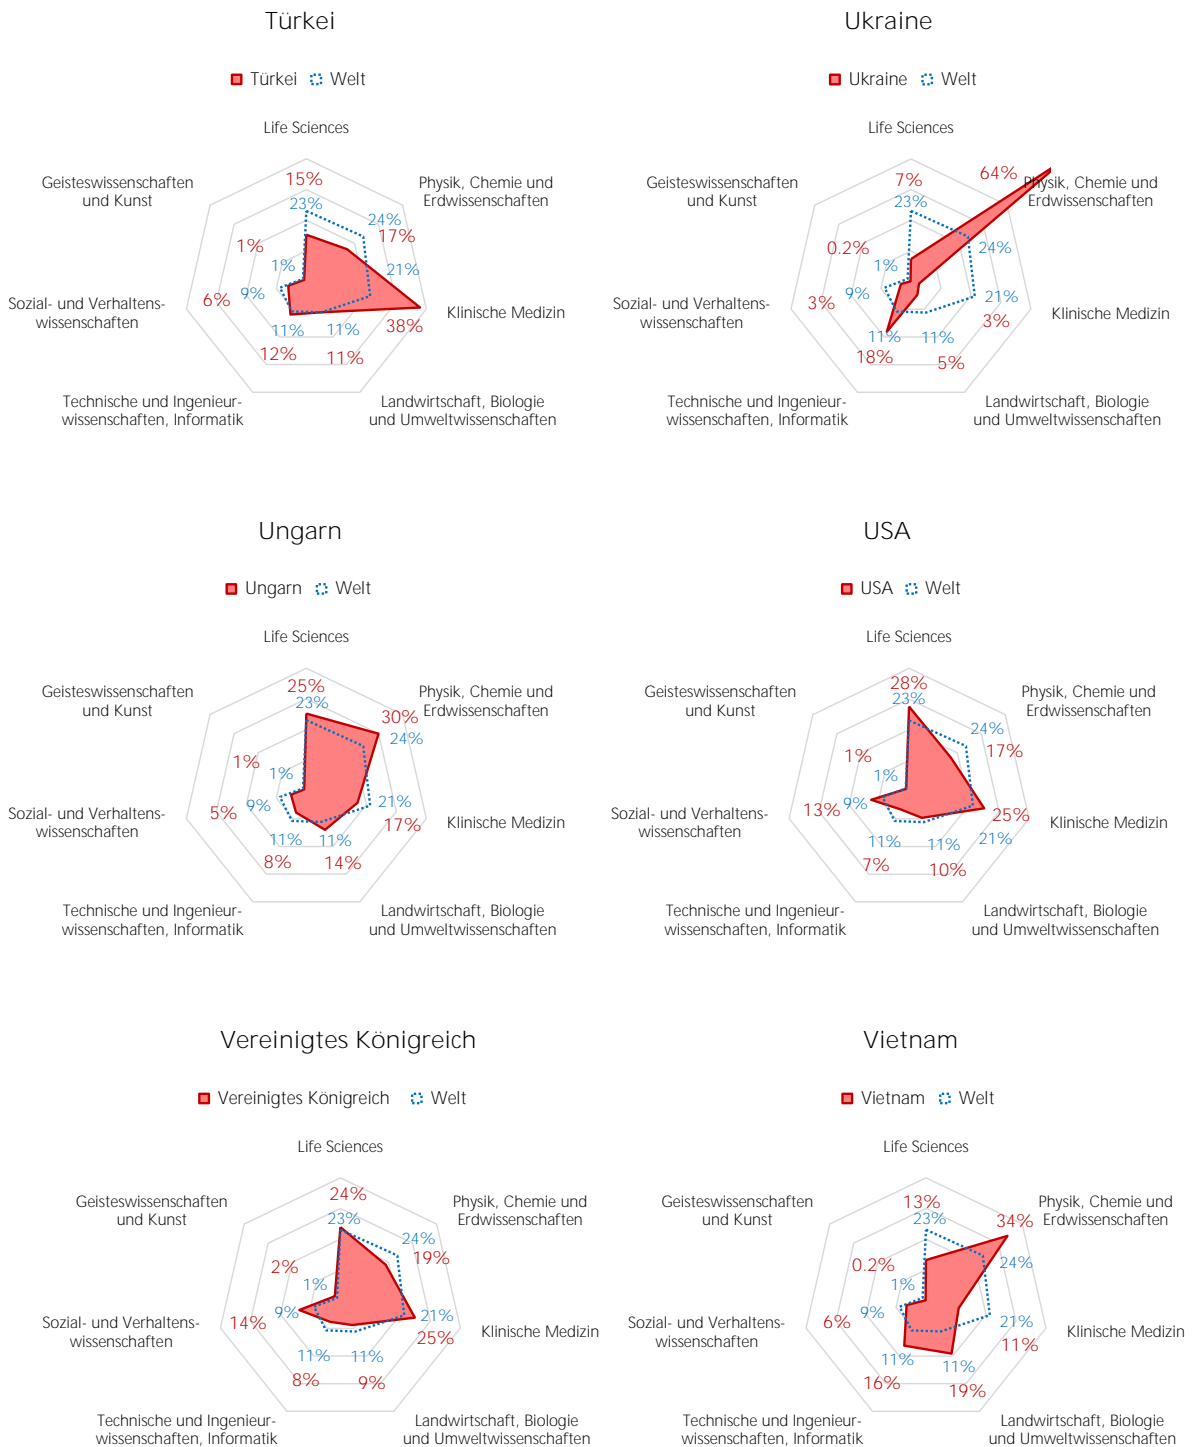 Türkei
Türkei Welt
Life Sciences
Geisteswissenschaften
und Kunst
Physik, Chemie und
Erdwissenschaften
15%
23%
24%
17%
1%
1%
21%
Sozial- und Verhaltens-
wissenschaften
6%
9%
Klinische Medizin
38%
11%
11%
12%
11%
Technische und Ingenieur-
wissenschaften, Informatik
Landwirtschaft, Biologie
und Umweltwissenschaften
Ukraine
Ukraine Welt
Life Sciences
Geisteswissenschaften
und Kunst
64%
Physik, Chemie und
Erdwissenschaften
7%
23%
24%
0.2%
1%
21%
Sozial- und Verhaltens-
wissenschaften
3%
9%
Klinische Medizin
3%
11%
11%
18%
5%
Technische und Ingenieur-
wissenschaften, Informatik
Landwirtschaft, Biologie
und Umweltwissenschaften
Ungarn
Ungarn Welt
Life Sciences
Geisteswissenschaften
und Kunst
Physik, Chemie und
Erdwissenschaften
25%
23%
30%
24%
1%
1%
21%
Sozial- und Verhaltens-
wissenschaften
5%
9%
17%
Klinische Medizin
11%
11%
8%
14%
Technische und Ingenieur-
wissenschaften, Informatik
Landwirtschaft, Biologie
und Umweltwissenschaften
USA
USA Welt
Life Sciences
Geisteswissenschaften
und Kunst
Physik, Chemie und
Erdwissenschaften
28%
23%
24%
17%
1%
1%
Sozial- und Verhaltens-
wissenschaften
13%
9%
25%
21%
Klinische Medizin
11%
11%
7%
10%
Technische und Ingenieur-
wissenschaften, Informatik
Landwirtschaft, Biologie
und Umweltwissenschaften
Vereinigtes Königreich
Vereinigtes Königreich Welt
Life Sciences
Geisteswissenschaften
und Kunst
Physik, Chemie und
Erdwissenschaften
24%
23%
24%
19%
2%
1%
21%
Sozial- und Verhaltens-
wissenschaften
14%
9%
25%
Klinische Medizin
11%
11%
8%
9%
Technische und Ingenieur-
wissenschaften, Informatik
Landwirtschaft, Biologie
und Umweltwissenschaften
Vietnam
Vietnam Welt
Life Sciences
Geisteswissenschaften
und Kunst
Physik, Chemie und
Erdwissenschaften
13%
23%
34%
24%
0.2%
1%
21%
Sozial- und Verhaltens-
wissenschaften
6%
9%
11%
Klinische Medizin
11%
11%
16%
19%
Technische und Ingenieur-
wissenschaften, Informatik
Landwirtschaft, Biologie
und Umweltwissenschaften